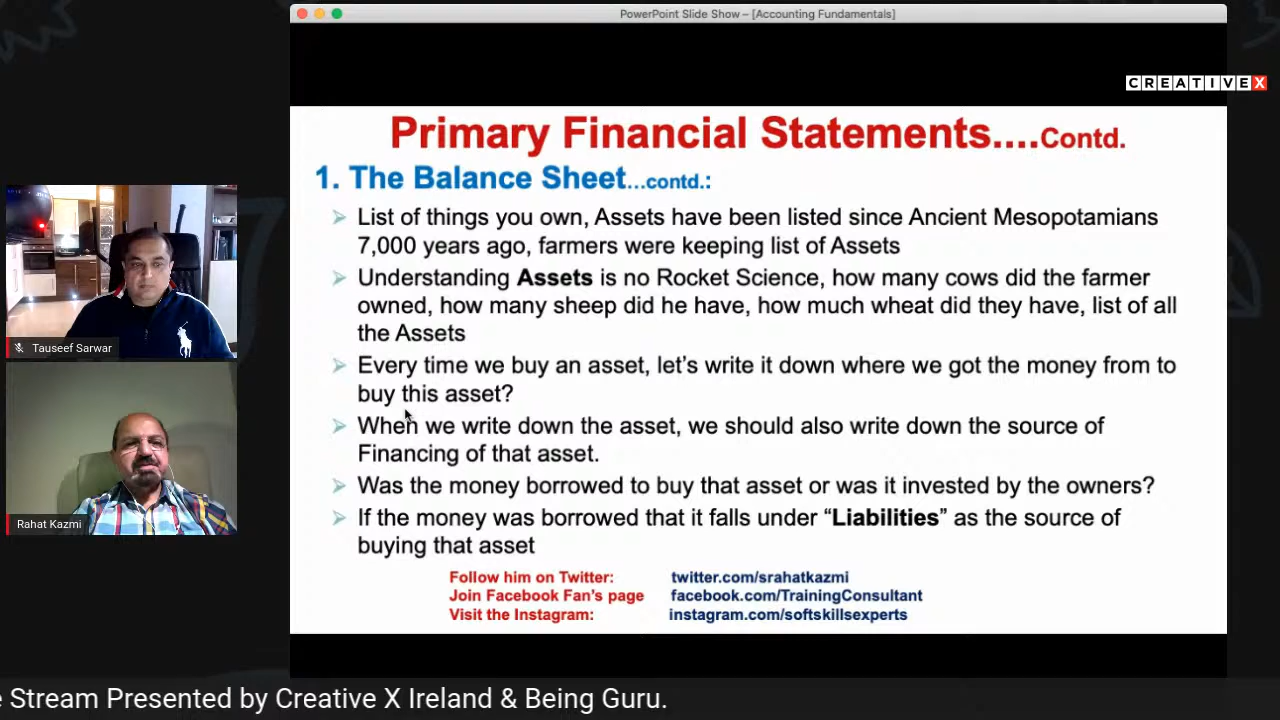 PowerPoint Slide Show – [Accounting Fundamentals]
CREATIVEX
Primary Financial Statements....Contd.
1. The Balance Sheet...contd.:
➢ List of things you own, Assets have been listed since Ancient Mesopotamians
7,000 years ago, farmers were keeping list of Assets
➢ Understanding Assets is no Rocket Science, how many cows did the farmer
owned, how many sheep did he have, how much wheat did they have, list of all
the Assets
➢ Every time we buy an asset, let's write it down where we got the money from to
buy this asset?
➢ When we write down the asset, we should also write down the source of
Financing of that asset.
➢ Was the money borrowed to buy that asset or was it invested by the owners?
➢ If the money was borrowed that it falls under “Liabilities” as the source of
buying that asset
Follow him on Twitter: twitter.com/srahatkazmi
Join Facebook Fan's page facebook.com/TrainingConsultant
Visit the Instagram: instagram.com/softskillsexperts
Tauseef Sarwar
Rahat Kazmi
e Stream Presented by Creative X Ireland & Being Guru.